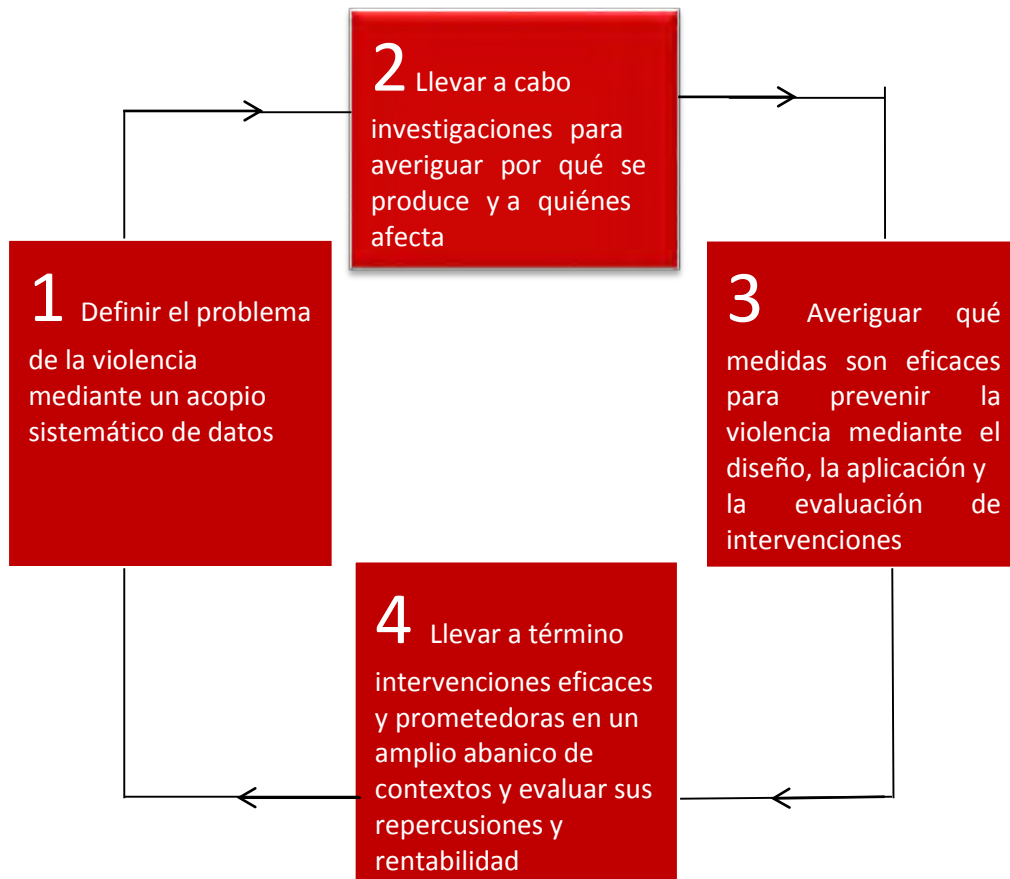 1 Definir el problema
de la violencia
mediante un acopio
sistemático de datos
2 Llevar a cabo
investigaciones para
averiguar por qué se
produce y a quiénes
afecta
3 Averiguar qué
medidas son eficaces
para prevenir la
violencia mediante el
diseño, la aplicación y
la evaluación de
intervenciones
4 Llevar a término
intervenciones eficaces
y prometedoras en un
amplio abanico de
contextos y evaluar sus
repercusiones y
rentabilidad